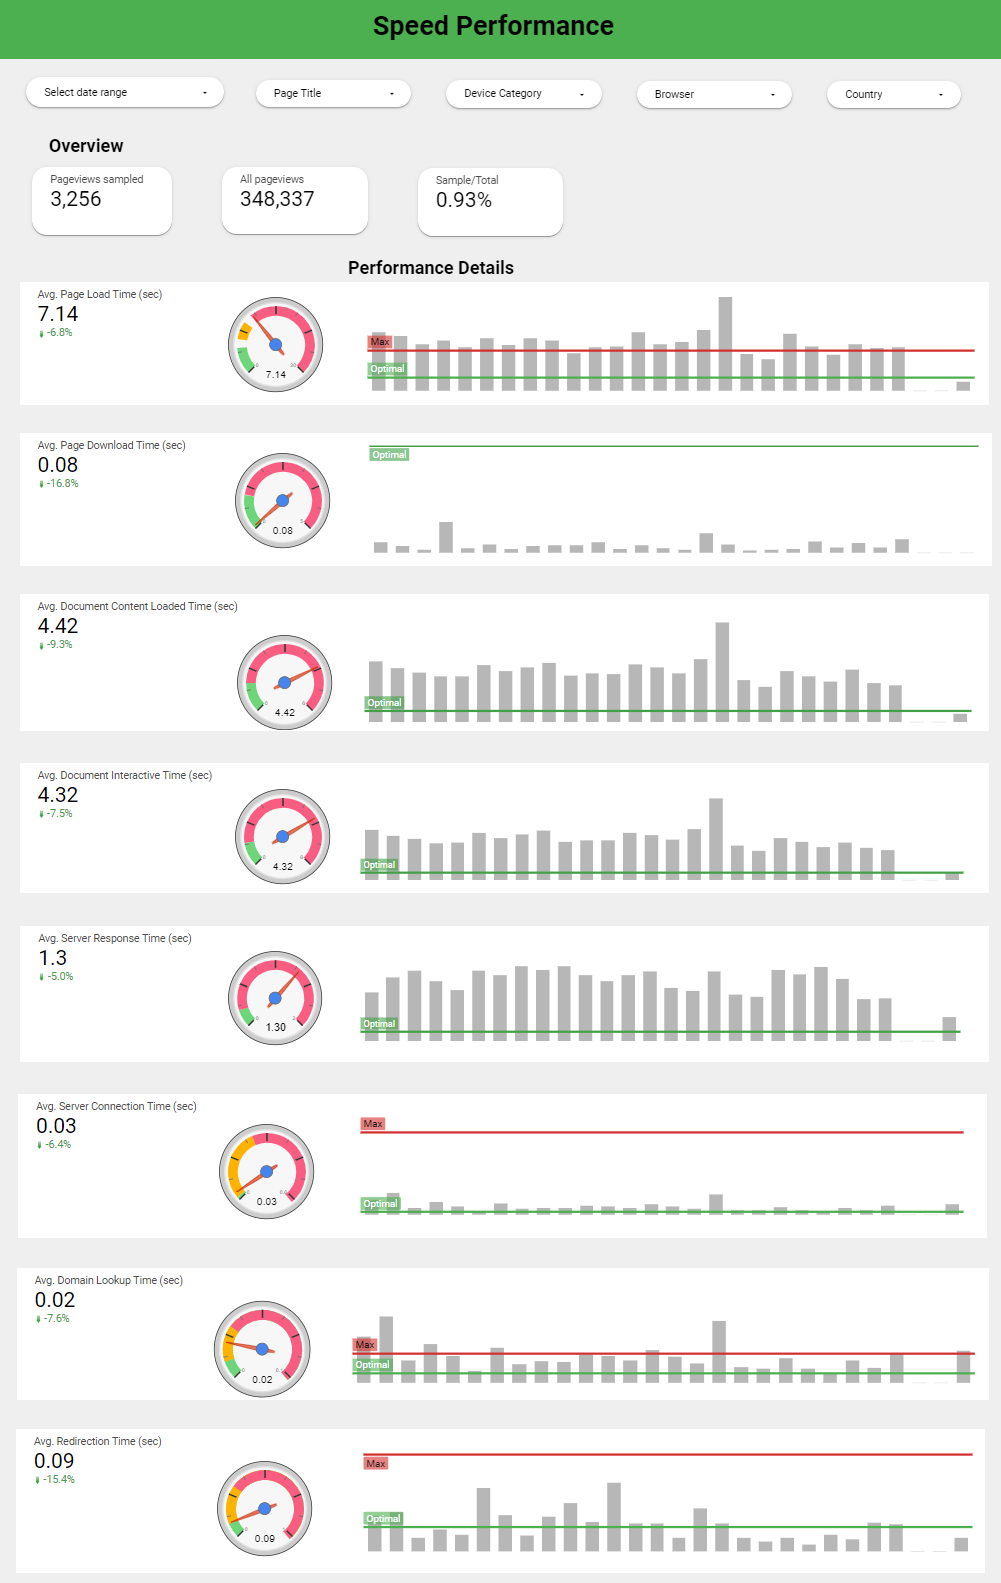 Speed Performance
Select date range
Page Title
Device Category
Browser
Country
Overview
Pageviews sampled
3,256
All pageviews
348,337
Sample/Total
0.93%
Performance Details
Avg. Page Load Time (sec)
7.14
-6.8%
7.14
Max
Optimal
Avg. Page Download Time (sec)
0.08
-16.8%
0.08
Optimal
Avg. Document Content Loaded Time (sec)
4.42
-9.3%
4.42
Optimal
Avg. Document Interactive Time (sec)
4.32
-7.5%
4.32
Optimal
Avg. Server Response Time (sec)
1.3
-5.0%
1.30
Optimal
Avg. Server Connection Time (sec)
0.03
-6.4%
0.03
Max
Optimal
Avg. Domain Lookup Time (sec)
0.02
-7.6%
0.02
Max
Optimal
Avg. Redirection Time (sec)
0.09
-15.4%
0.09
Max
Optimal